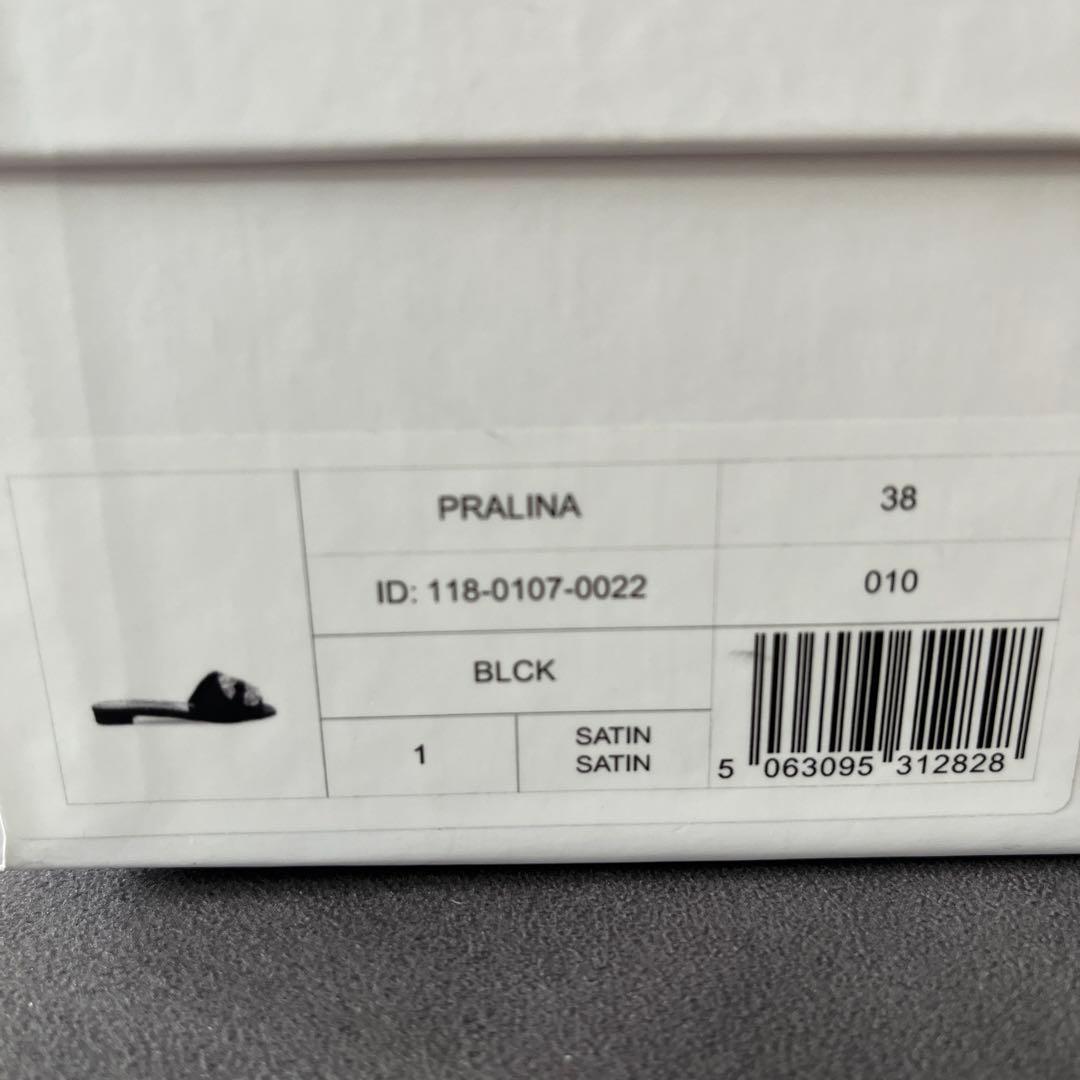 PRALINA
38
ID: 118-0107-0022
010
BLCK
1
SATIN
SATIN
5 063095 312828